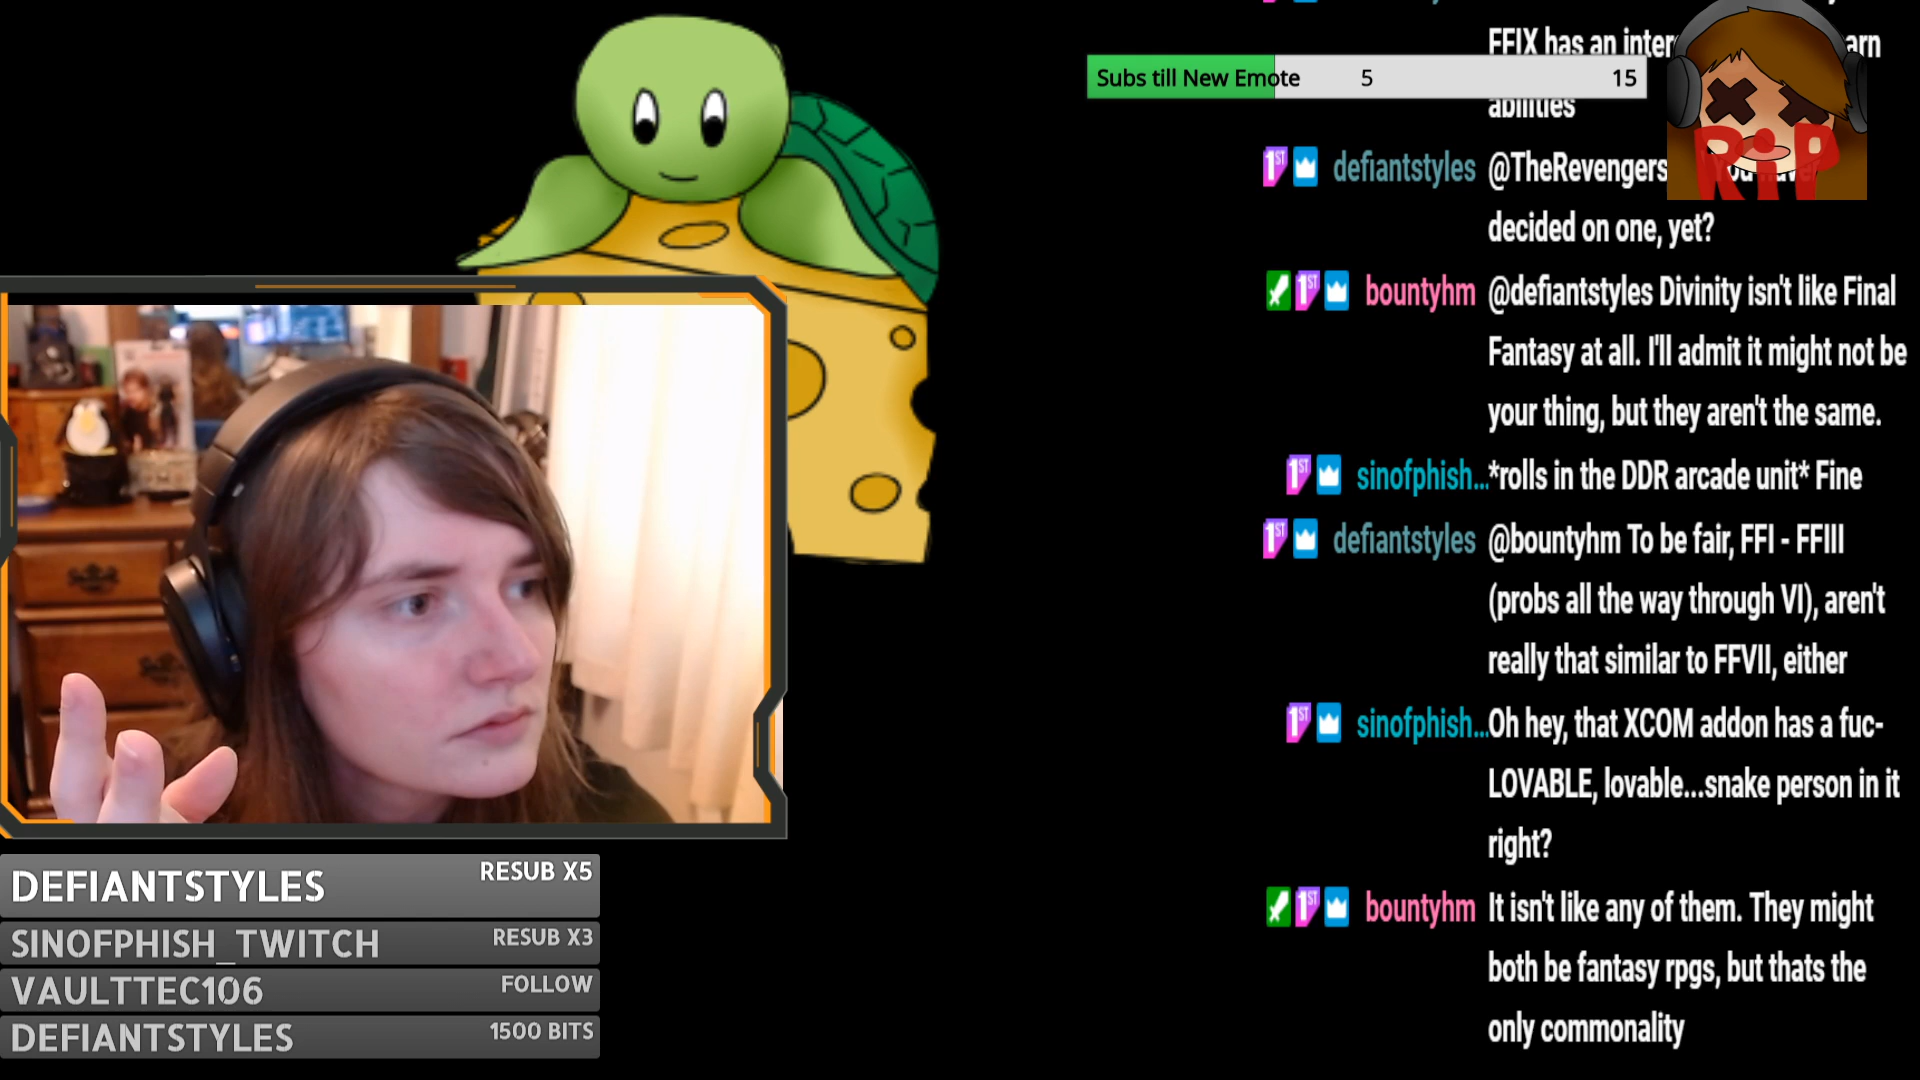 FFIX has an
Subs till New Emote 5 15
abilities
defiantstyles @TheRevengers
decided on one, yet?
bountyhm @defiantstyles Divinity isn't like Final
Fantasy at all. I'll admit it might not be
your thing, but they aren't the same.
sinofphish... *rolls in the DDR arcade unit* Fine
defiantstyles @bountyhm To be fair, FFI - FFIII
(probs all the way through VI), aren't
really that similar to FFVII, either
sinofphish... Oh hey, that XCOM addon has a fuc-
LOVABLE, lovable...snake person in it
right?
bountyhm It isn't like any of them. They might
both be fantasy rpgs, but thats the
only commonality
RIP
DEFIANTSTYLES RESUB X5
SINOFPHISH_TWITCH RESUB X3
VAULTTEC106 FOLLOW
DEFIANTSTYLES 1500 BITS